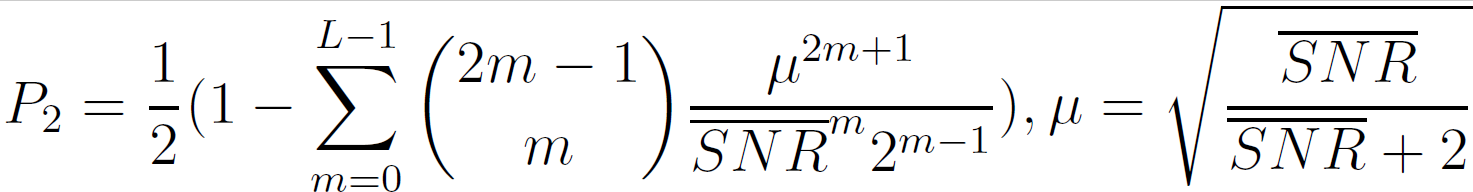 P_2 = \frac{1}{2}(1 - \sum_{m=0}^{L-1} \binom{2m-1}{m} \frac{\mu^{2m+1}}{\overline{SNR}^m 2^{m-1}}), \mu = \sqrt{\frac{\overline{SNR}}{\overline{SNR}+2}}